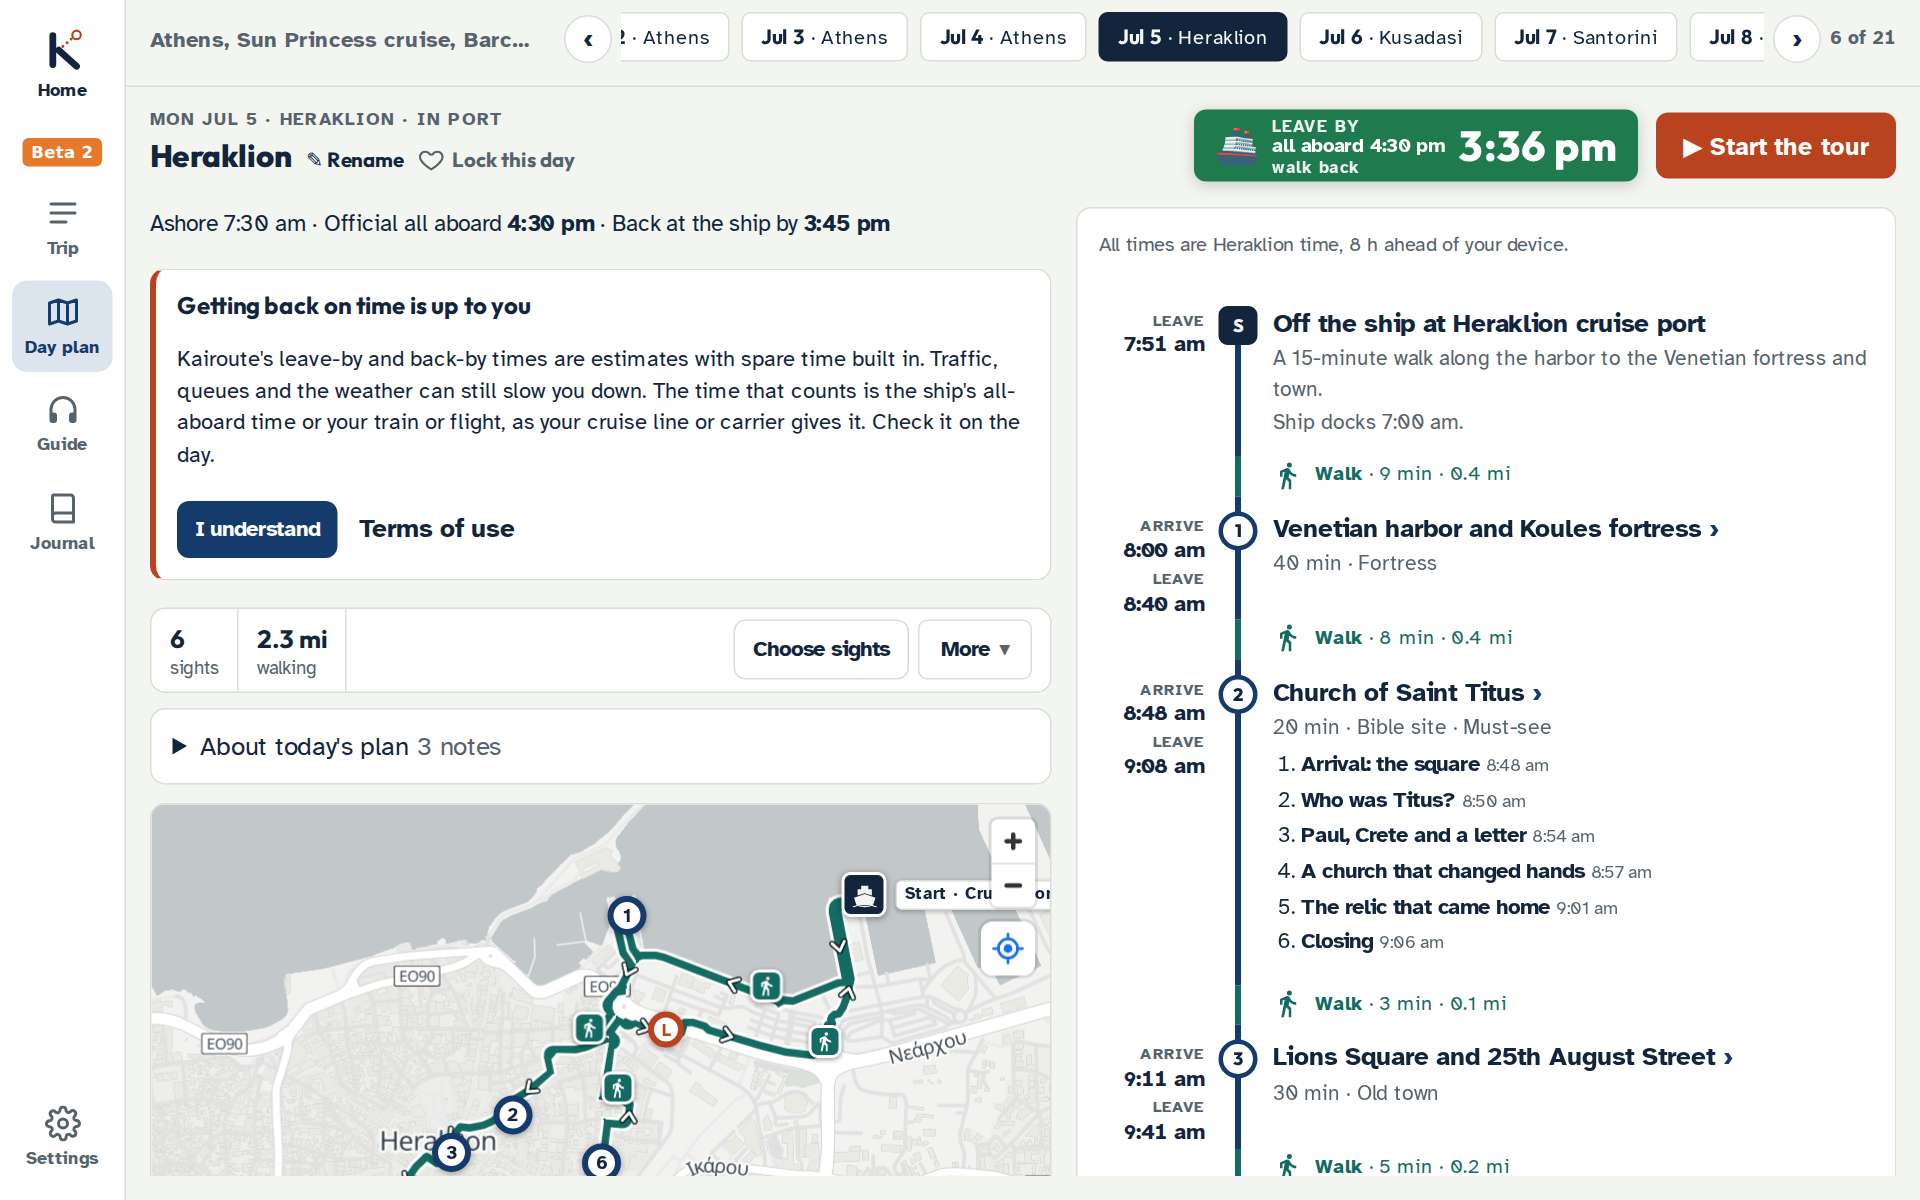 Home
Beta 2
Trip
Day plan
Guide
Journal
Settings
Athens, Sun Princess cruise, Barc...
‹
2 · Athens
Jul 3 · Athens
Jul 4 · Athens
Jul 5 · Heraklion
Jul 6 · Kusadasi
Jul 7 · Santorini
Jul 8 ·
›
6 of 21
MON JUL 5 · HERAKLION · IN PORT
Heraklion
✎ Rename
Lock this day
LEAVE BY
all aboard 4:30 pm
walk back
3:36 pm
▶ Start the tour
Ashore 7:30 am · Official all aboard 4:30 pm · Back at the ship by 3:45 pm
Getting back on time is up to you
Kairoute's leave-by and back-by times are estimates with spare time built in. Traffic,
queues and the weather can still slow you down. The time that counts is the ship's all-
aboard time or your train or flight, as your cruise line or carrier gives it. Check it on the
day.
I understand
Terms of use
6
sights
2.3 mi
walking
Choose sights
More ▼
▶ About today's plan 3 notes
+
−
Start · Cru
1
EO90
EO90
L
Νεάρχου
2
Heraklion
3
6
Ικάρου
All times are Heraklion time, 8 h ahead of your device.
LEAVE
7:51 am
S
Off the ship at Heraklion cruise port
A 15-minute walk along the harbor to the Venetian fortress and
town.
Ship docks 7:00 am.
Walk · 9 min · 0.4 mi
ARRIVE
8:00 am
LEAVE
8:40 am
1
Venetian harbor and Koules fortress ›
40 min · Fortress
Walk · 8 min · 0.4 mi
ARRIVE
8:48 am
LEAVE
9:08 am
2
Church of Saint Titus ›
20 min · Bible site · Must-see
1. Arrival: the square 8:48 am
2. Who was Titus? 8:50 am
3. Paul, Crete and a letter 8:54 am
4. A church that changed hands 8:57 am
5. The relic that came home 9:01 am
6. Closing 9:06 am
Walk · 3 min · 0.1 mi
ARRIVE
9:11 am
LEAVE
9:41 am
3
Lions Square and 25th August Street ›
30 min · Old town
Walk · 5 min · 0.2 mi